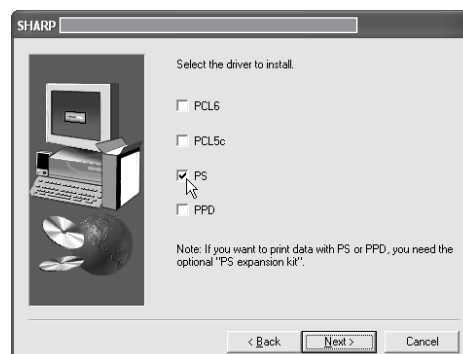 SHARP
Select the driver to install.
PCL6
PCL5c
PS
PPD
Note: If you want to print data with PS or PPD, you need the
optional "PS expansion kit".
< Back
Next >
Cancel